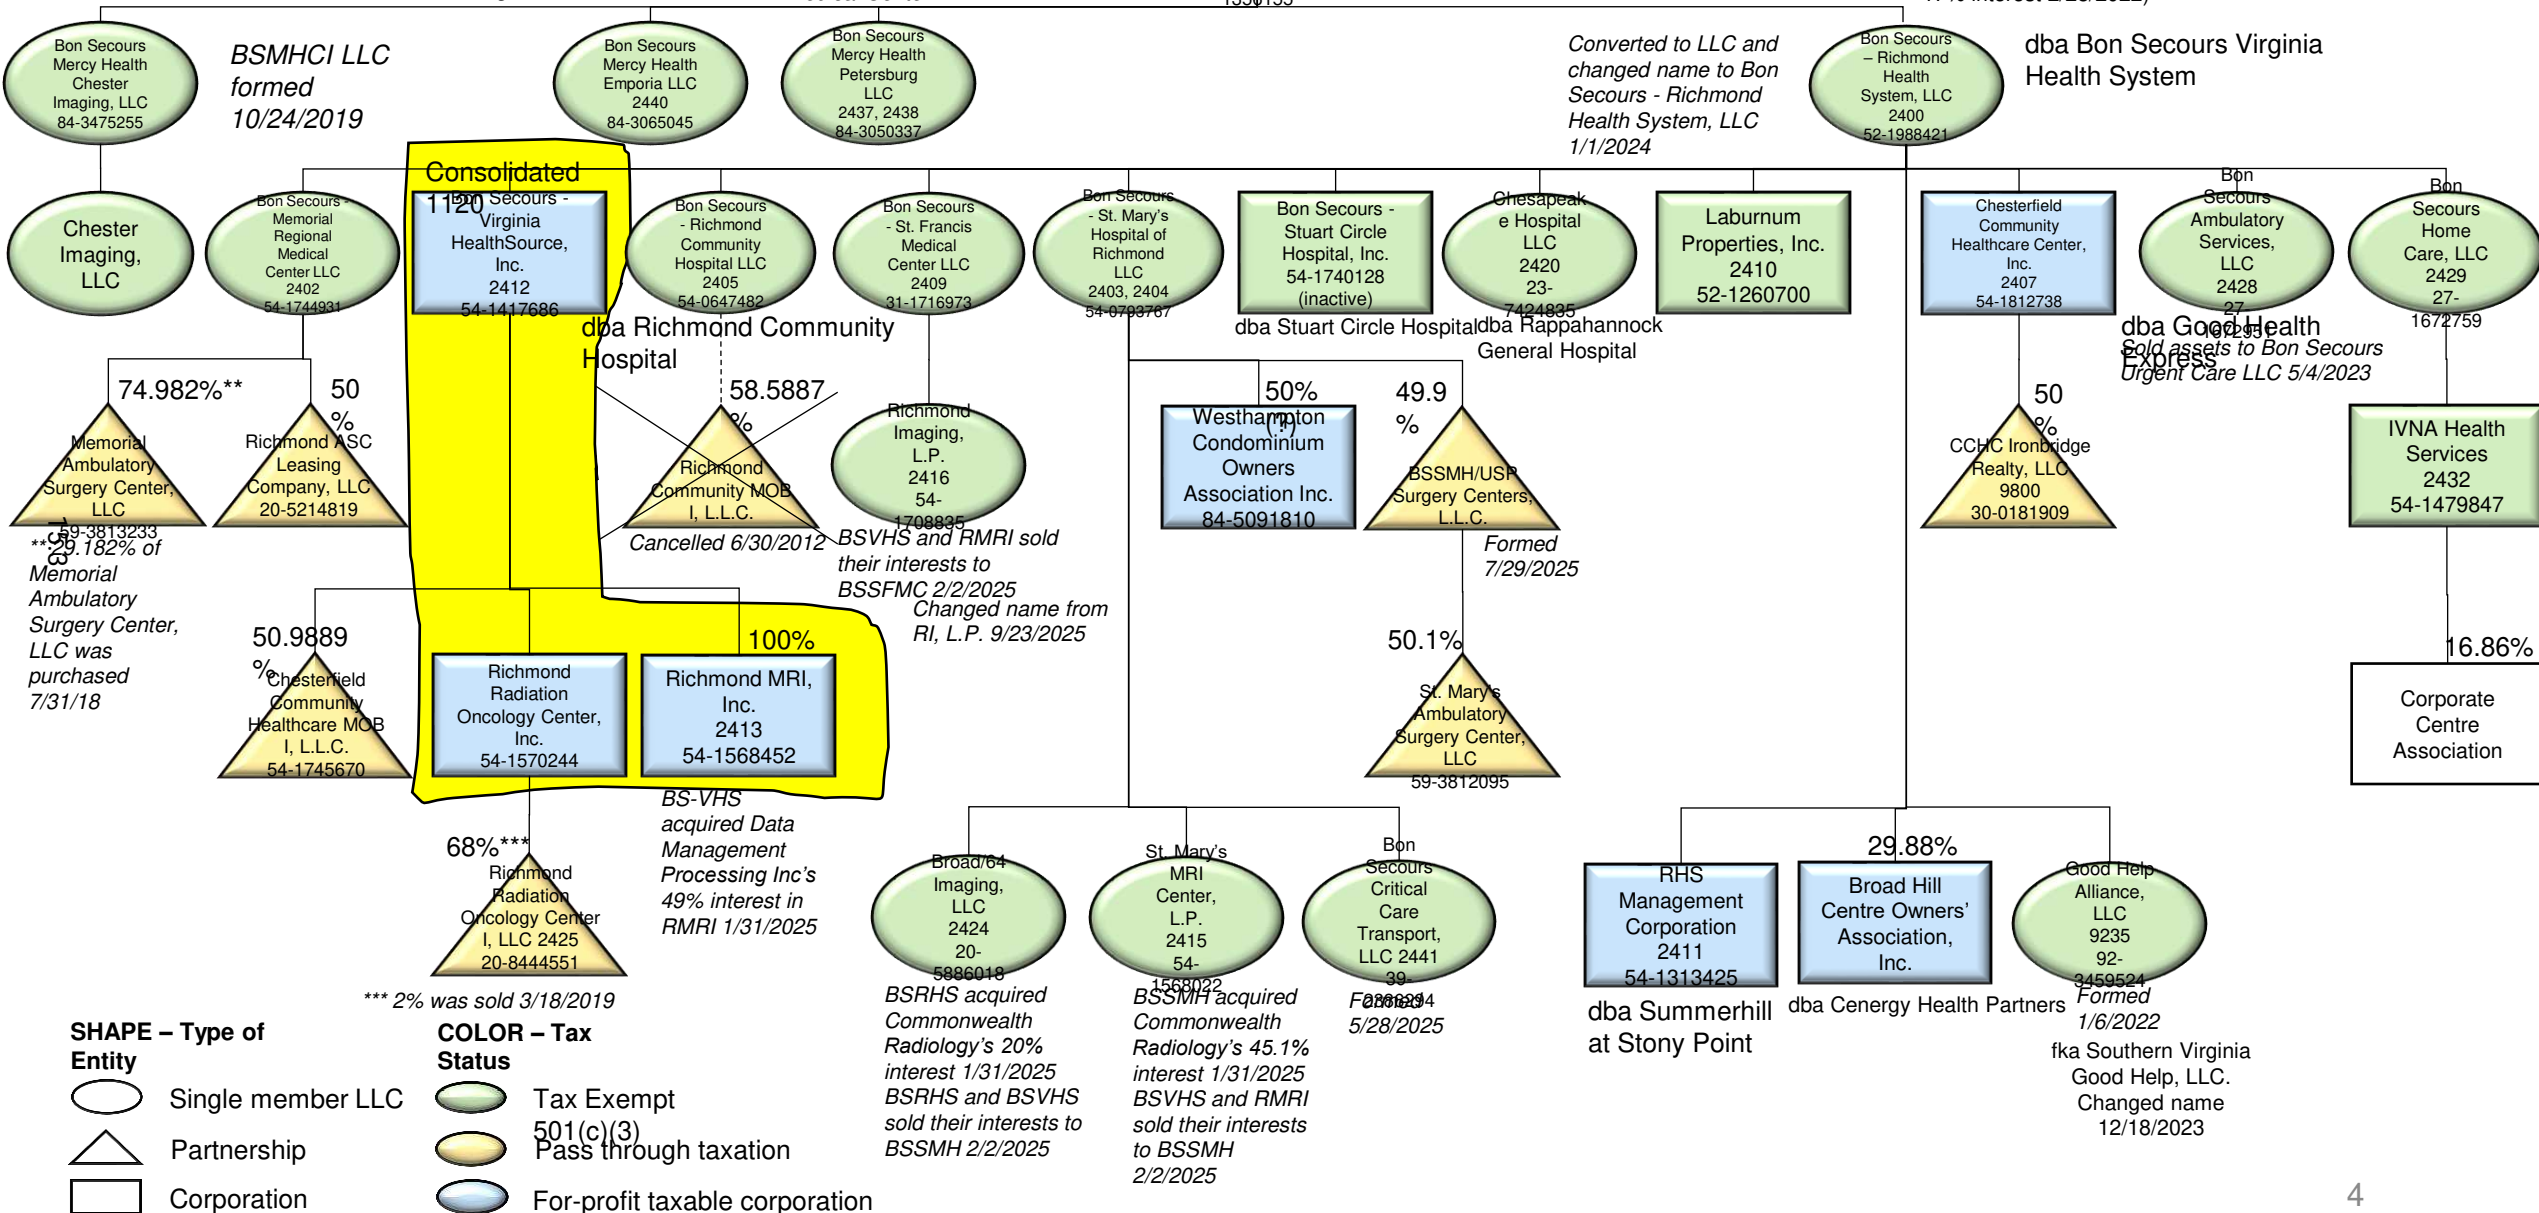 Bon Secours
Mercy Health
Chester
Imaging, LLC
84-3475255
BSMHCI LLC
formed
10/24/2019
Bon Secours
Mercy Health
Emporia LLC
2440
84-3065045
Bon Secours
Mercy Health
Petersburg
LLC
2437, 2438
84-3050337
Converted to LLC and
changed name to Bon
Secours - Richmond
Health System, LLC
1/1/2024
Bon Secours
– Richmond
Health
System, LLC
2400
52-1988421
dba Bon Secours Virginia
Health System
Chester
Imaging,
LLC
Bon Secours -
Memorial
Regional
Medical
Center LLC
2402
54-1744931
Consolidated
1120
Bon Secours -
Virginia
HealthSource,
Inc.
2412
54-1417686
Bon Secours
- Richmond
Community
Hospital LLC
2405
54-0647482
dba Richmond Community
Hospital
Bon Secours
- St. Francis
Medical
Center LLC
2409
31-1716973
Bon Secours
- St. Mary's
Hospital of
Richmond
LLC
2403, 2404
54-0793767
Bon Secours -
Stuart Circle
Hospital, Inc.
54-1740128
(inactive)
dba Stuart Circle Hospital
Chesapeak
e Hospital
LLC
2420
23-
7424835
dba Rappahannock
General Hospital
Laburnum
Properties, Inc.
2410
52-1260700
Chesterfield
Community
Healthcare Center,
Inc.
2407
54-1812738
Bon
Secours
Ambulatory
Services,
LLC
2428
27-
1672951
dba Good Health
Express
Sold assets to Bon Secours
Urgent Care LLC 5/4/2023
Bon
Secours
Home
Care, LLC
2429
27-
1672759
74.982%**
Memorial
Ambulatory
Surgery Center,
LLC
59-3813233
**29.182% of
Memorial
Ambulatory
Surgery Center,
LLC was
purchased
7/31/18
50
%
Richmond ASC
Leasing
Company, LLC
20-5214819
58.5887
%
Richmond
Community MOB
I, L.L.C.
Cancelled 6/30/2012
Richmond
Imaging,
L.P.
2416
54-
1708835
BSVHS and RMRI sold
their interests to
BSSFMC 2/2/2025
Changed name from
RI, L.P. 9/23/2025
50%
(?)
Westhampton
Condominium
Owners
Association Inc.
84-5091810
49.9
%
BSSMH/USP
Surgery Centers,
L.L.C.
Formed
7/29/2025
50
%
CCHC Ironbridge
Realty, LLC
9800
30-0181909
IVNA Health
Services
2432
54-1479847
50.9889
%
Chesterfield
Community
Healthcare MOB
I, L.L.C.
54-1745670
Richmond
Radiation
Oncology Center,
Inc.
54-1570244
100%
Richmond MRI,
Inc.
2413
54-1568452
BS-VHS
acquired Data
Management
Processing Inc's
49% interest in
RMRI 1/31/2025
50.1%
St. Mary's
Ambulatory
Surgery Center,
LLC
59-3812095
16.86%
Corporate
Centre
Association
68%***
Richmond
Radiation
Oncology Center
I, LLC 2425
20-8444551
*** 2% was sold 3/18/2019
Broad/64
Imaging,
LLC
2424
20-
5886018
BSRHS acquired
Commonwealth
Radiology's 20%
interest 1/31/2025
BSRHS and BSVHS
sold their interests to
BSSMH 2/2/2025
St. Mary's
MRI
Center,
L.P.
2415
54-
1568022
BSSMH acquired
Commonwealth
Radiology's 45.1%
interest 1/31/2025
BSVHS and RMRI
sold their interests
to BSSMH
2/2/2025
Bon
Secours
Critical
Care
Transport,
LLC 2441
39-
Formed
5/28/2025
RHS
Management
Corporation
2411
54-1313425
dba Summerhill
at Stony Point
29.88%
Broad Hill
Centre Owners'
Association,
Inc.
dba Cenergy Health Partners
Good Help
Alliance,
LLC
9235
92-
3459524
Formed
1/6/2022
fka Southern Virginia
Good Help, LLC.
Changed name
12/18/2023
SHAPE – Type of
Entity
Single member LLC
Partnership
Corporation
COLOR – Tax
Status
Tax Exempt
501(c)(3)
Pass through taxation
For-profit taxable corporation
4